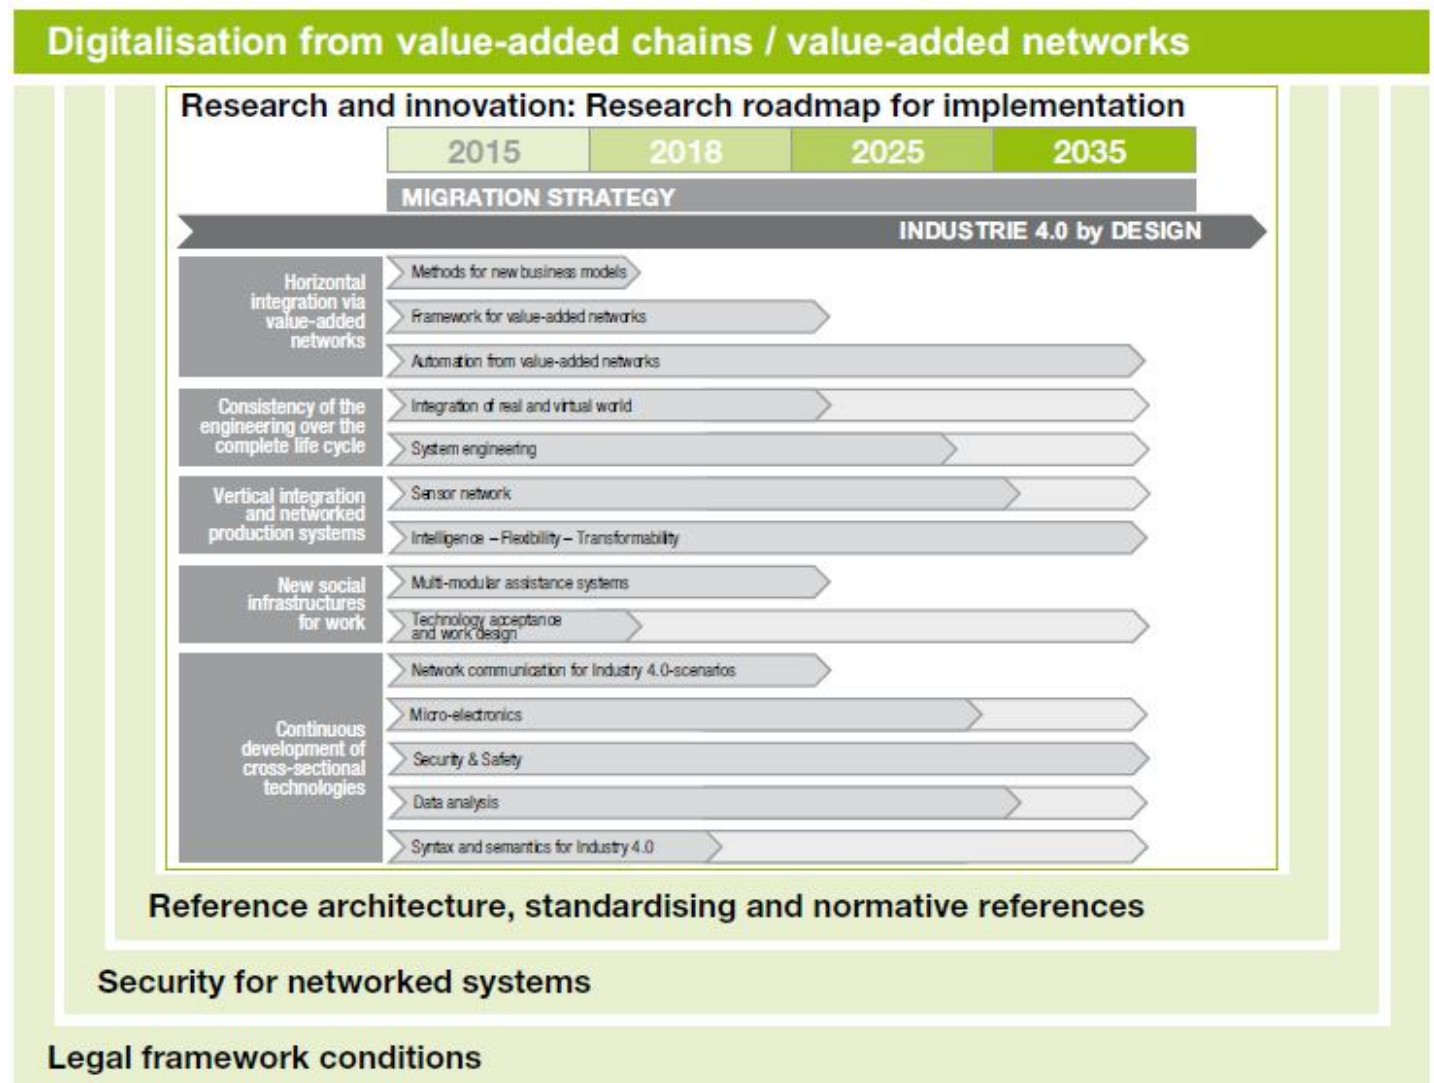 Digitalisation from value-added chains / value-added networks
Research and innovation: Research roadmap for implementation
2015 2018 2025 2035
MIGRATION STRATEGY
INDUSTRIE 4.0 by DESIGN
Horizontal
integration via
value-added
networks
Methods for new business models
Framework for value-added networks
Automation from value-added networks
Consistency of the
engineering over the
complete life cycle
Integration of real and virtual world
System engineering
Vertical integration
and networked
production systems
Sensor network
Intelligence – Flexibility – Transformability
New social
infrastructures
for work
Multi-modular assistance systems
Technology acceptance
and work design
Continuous
development of
cross-sectional
technologies
Network communication for Industry 4.0-scenarios
Micro-electronics
Security & Safety
Data analysis
Syntax and semantics for Industry 4.0
Reference architecture, standardising and normative references
Security for networked systems
Legal framework conditions